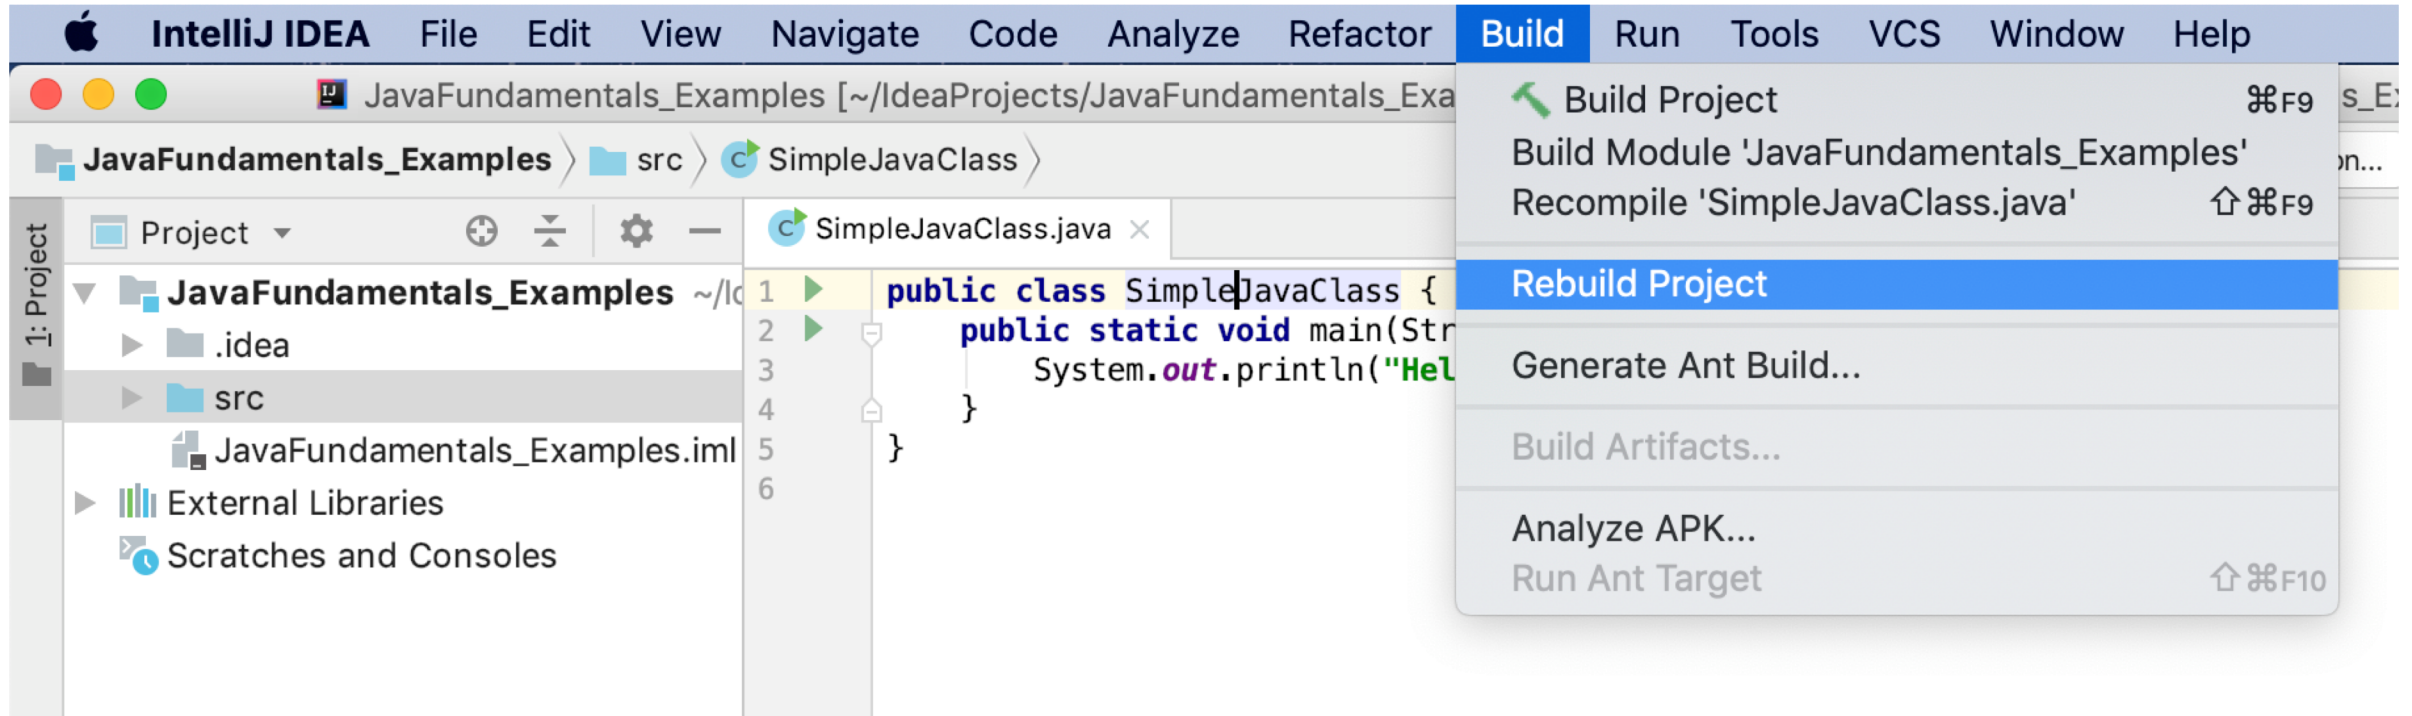 IntelliJ IDEA File Edit View Navigate Code Analyze Refactor Build Run Tools VCS Window Help
JavaFundamentals_Examples [~/IdeaProjects/JavaFundamentals_Exa
JavaFundamentals_Examples src SimpleJavaClass
1: Project
Project
JavaFundamentals_Examples ~/Id
.idea
src
JavaFundamentals_Examples.iml
External Libraries
Scratches and Consoles
SimpleJavaClass.java
1 public class SimpleJavaClass {
2 public static void main(Str
3 System.out.println("Hel
4 }
5 }
6
Build Project ⌘F9
Build Module 'JavaFundamentals_Examples'
Recompile 'SimpleJavaClass.java' ⇧⌘F9
Rebuild Project
Generate Ant Build...
Build Artifacts...
Analyze APK...
Run Ant Target ⇧⌘F10